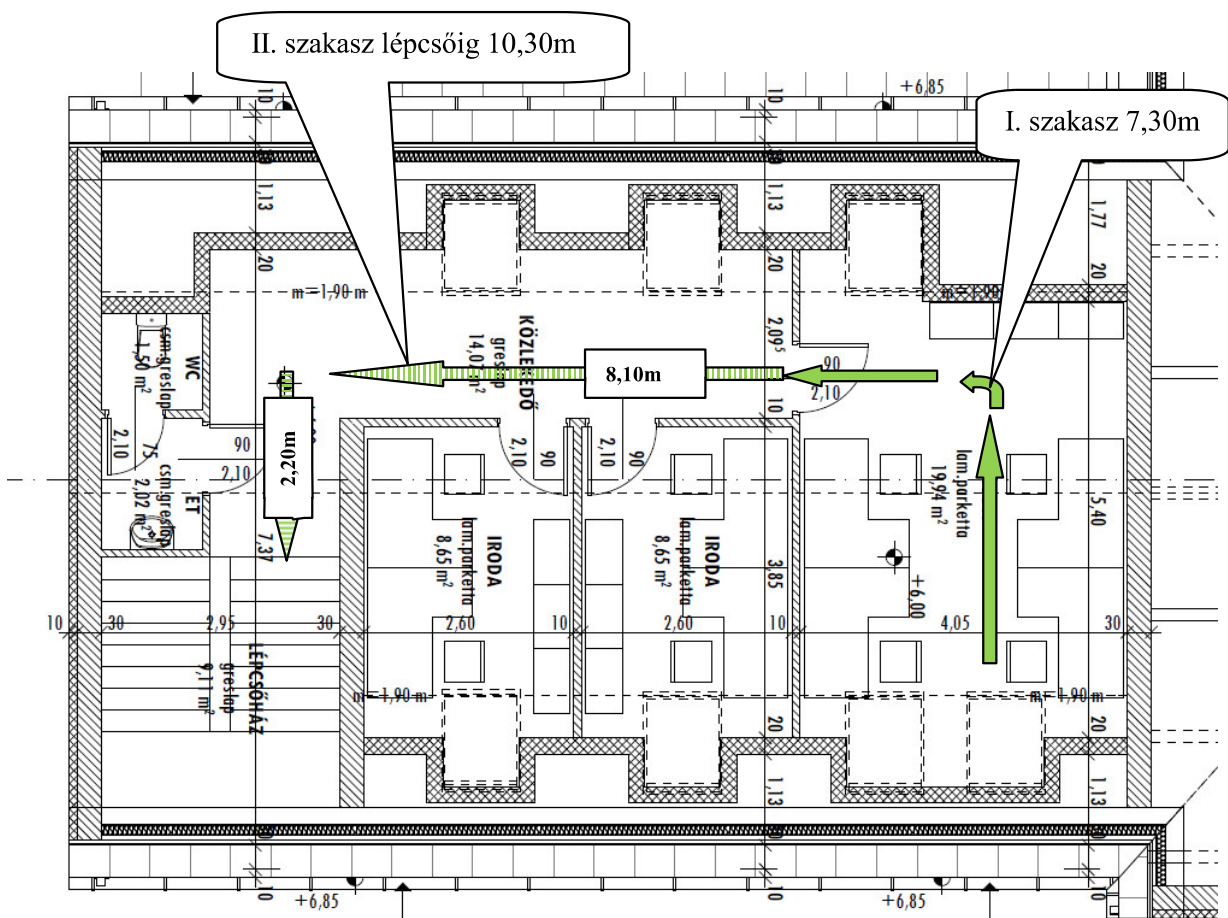 II. szakasz lépcsőig 10,30m
I. szakasz 7,30m
+6,85
10
10
30
30
1,13
1,13
1,77
20
20
20
m=1,90 m
m=1,90
KÖZLEKEDŐ
greslap
14,07 m²
2,09⁵
WC
csm.greslap
1,50 m²
8,10m
90
2,10
10
2,20m
2,10
75
90
2,10
2,10
90
2,10
90
ET
csm.greslap
2,02 m²
7,37
lam.parketta
19,94 m²
5,40
IRODA
lam.parketta
8,65 m²
IRODA
lam.parketta
8,65 m²
3,85
+6,00
10
30
2,95
30
2,60
10
2,60
10
4,05
30
LÉPCSŐHÁZ
greslap
9,11 m²
m=1,90 m
m=1,90 m
20
20
1,13
1,13
30
30
10
10
10
+6,85
+6,85